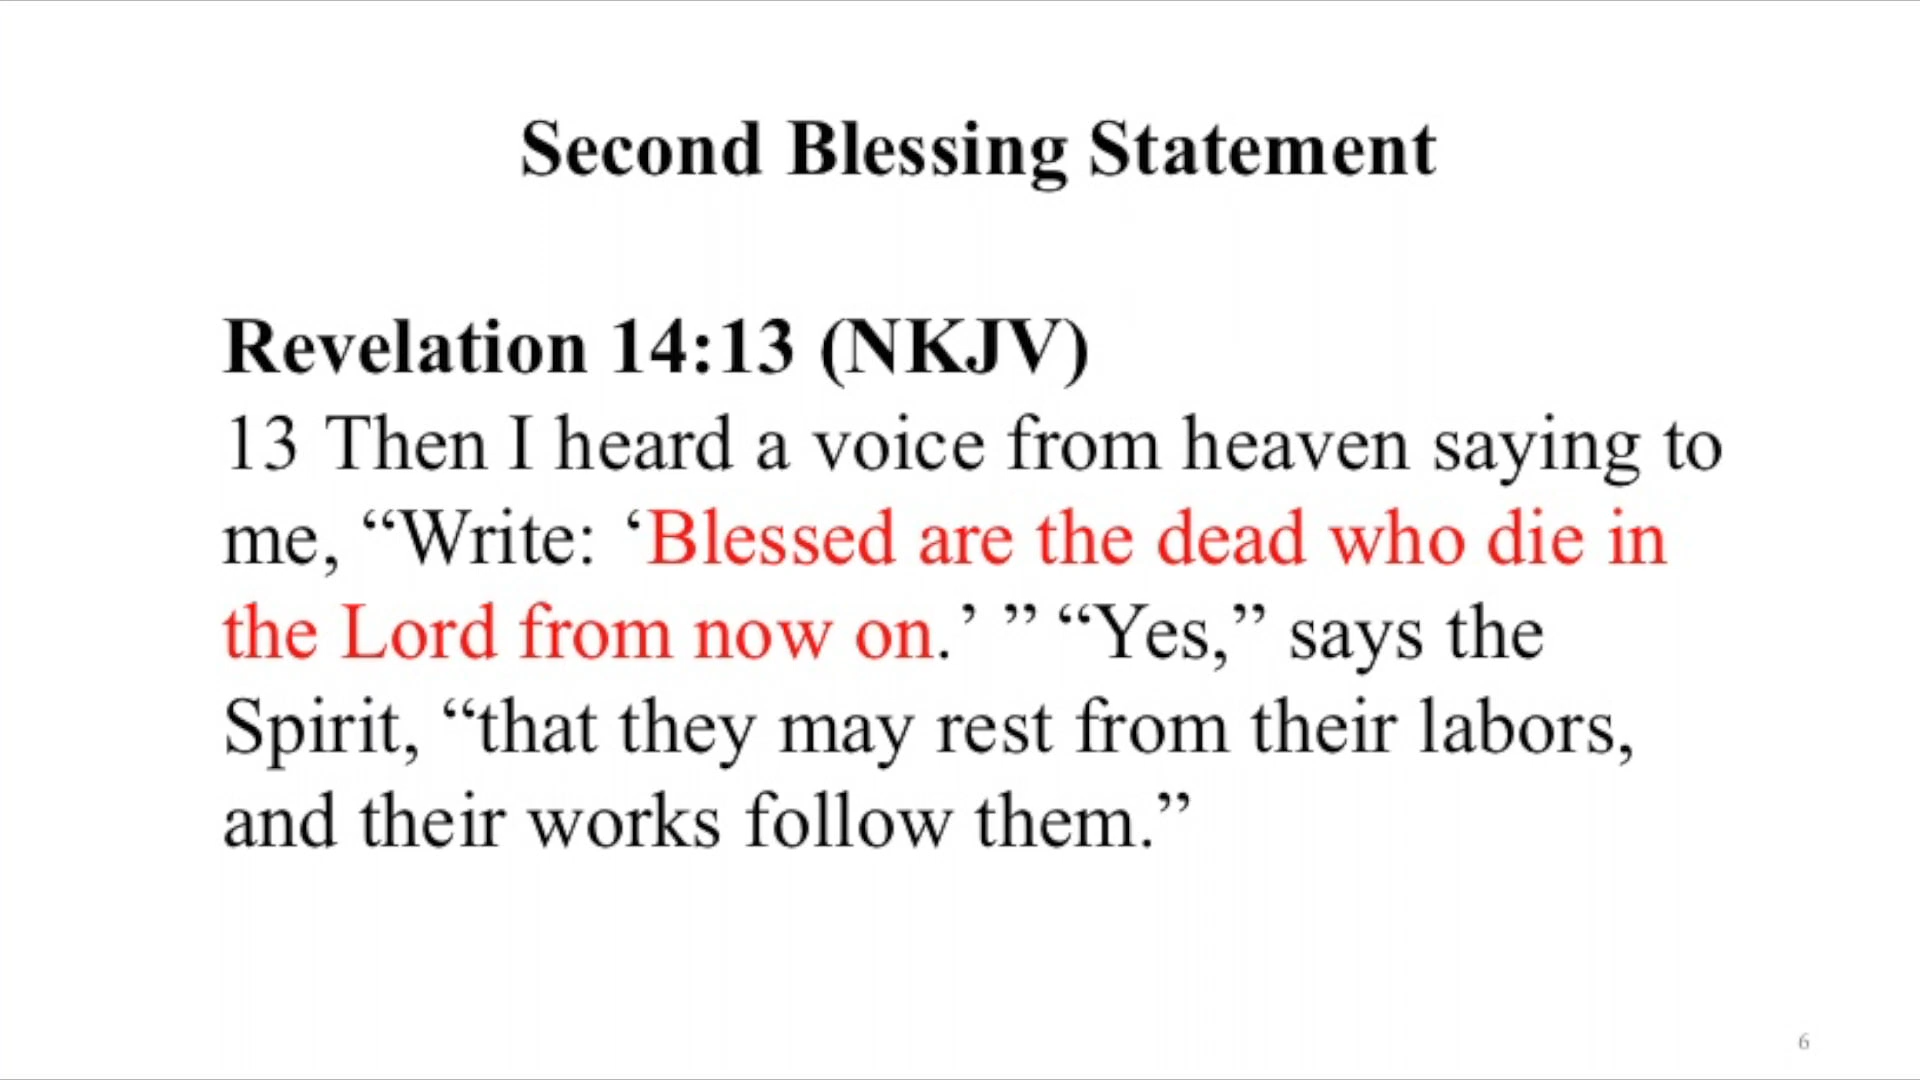 Second Blessing Statement
Revelation 14:13 (NKJV)
13 Then I heard a voice from heaven saying to
me, “Write: ‘Blessed are the dead who die in
the Lord from now on.’ ” “Yes,” says the
Spirit, “that they may rest from their labors,
and their works follow them.”
6